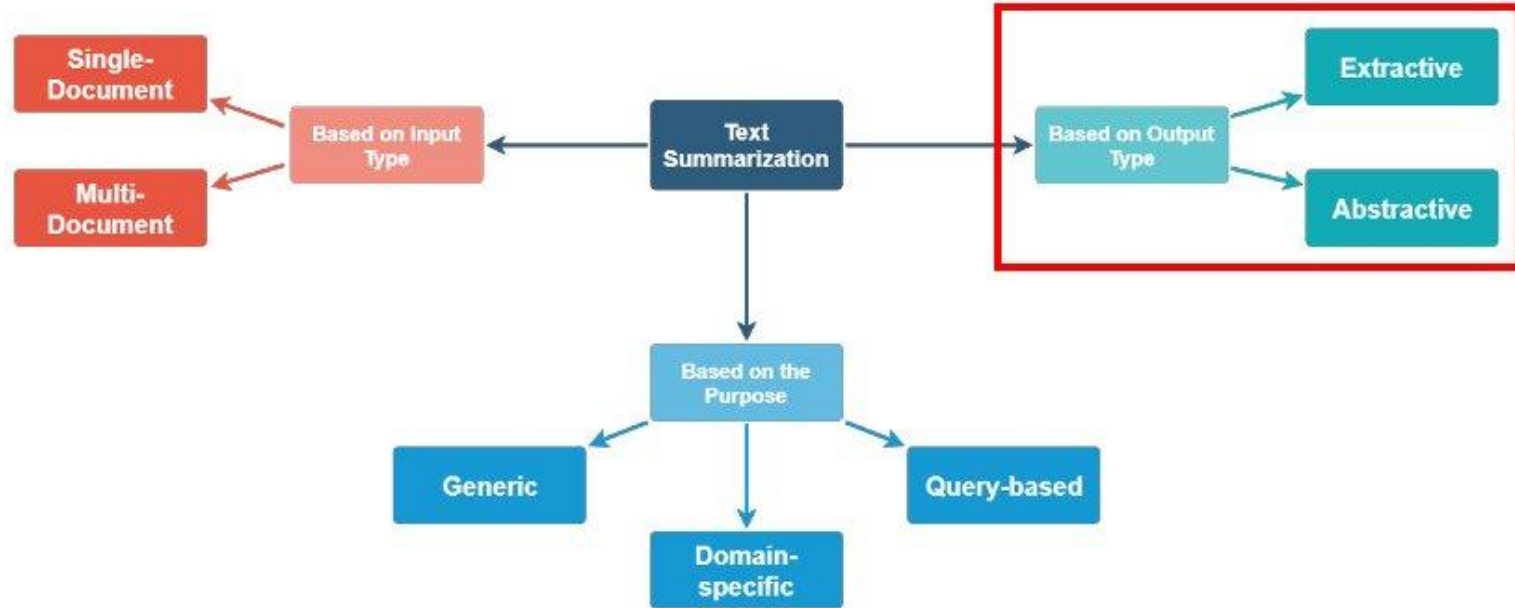 Single-
Document
Multi-
Document
Based on Input
Type
Text
Summarization
Based on Output
Type
Extractive
Abstractive
Based on the
Purpose
Generic
Domain-
specific
Query-based